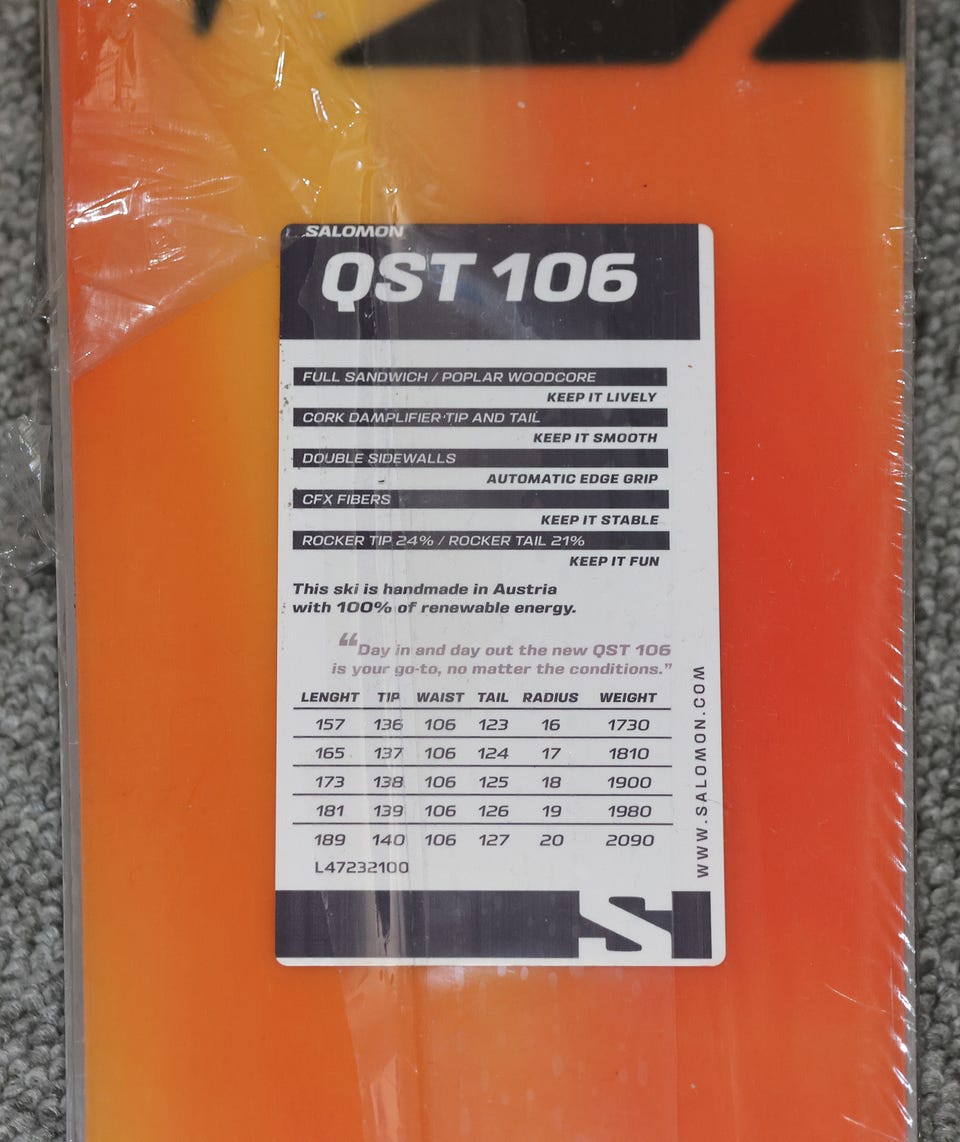 SALOMON
QST 106
FULL SANDWICH / POPLAR WOODCORE
KEEP IT LIVELY
CORK DAMPLIFIER TIP AND TAIL
KEEP IT SMOOTH
DOUBLE SIDEWALLS
AUTOMATIC EDGE GRIP
CFX FIBERS
KEEP IT STABLE
ROCKER TIP 24% / ROCKER TAIL 21%
KEEP IT FUN
This ski is handmade in Austria
with 100% of renewable energy.
“Day in and day out the new QST 106
is your go-to, no matter the conditions.”
LENGHT TIP WAIST TAIL RADIUS WEIGHT
157 136 106 123 16 1730
165 137 106 124 17 1810
173 138 106 125 18 1900
181 139 106 126 19 1980
189 140 106 127 20 2090
L47232100
WWW.SALOMON.COM